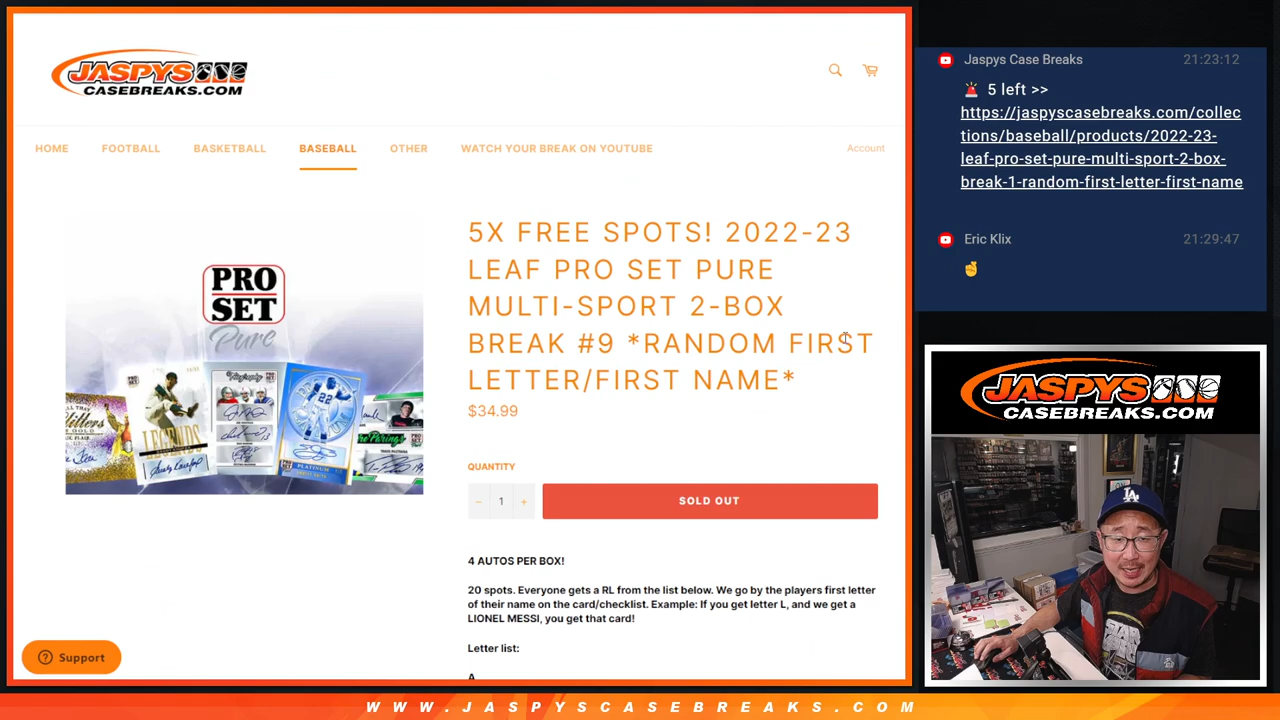 JASPYS
CASEBREAKS.COM
HOME FOOTBALL BASKETBALL BASEBALL OTHER WATCH YOUR BREAK ON YOUTUBE Account
PRO
SET
Pure
LEGENDS
PLATINUM
22
5X FREE SPOTS! 2022-23
LEAF PRO SET PURE
MULTI-SPORT 2-BOX
BREAK #9 *RANDOM FIRST
LETTER/FIRST NAME*
$34.99
QUANTITY
− 1 +
SOLD OUT
4 AUTOS PER BOX!
20 spots. Everyone gets a RL from the list below. We go by the players first letter
of their name on the card/checklist. Example: If you get letter L, and we get a
LIONEL MESSI, you get that card!
Letter list:
A
Support
Jaspys Case Breaks 21:23:12
🚨 5 left >>
https://jaspyscasebreaks.com/collec
tions/baseball/products/2022-23-
leaf-pro-set-pure-multi-sport-2-box-
break-1-random-first-letter-first-name
Eric Klix 21:29:47
🤞
JASPYS
CASEBREAKS.COM
LA
STAR
WARS
WWW.JASPYSCASEBREAKS.COM